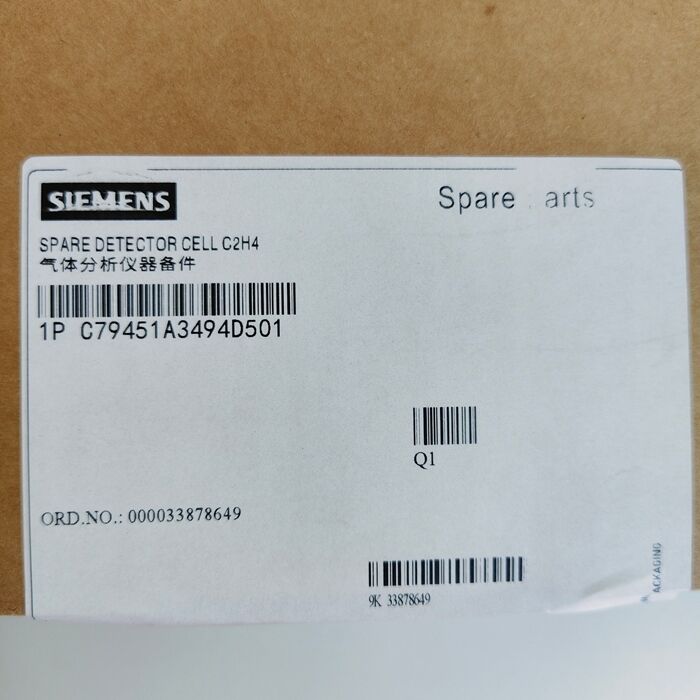 SIEMENS
Spare arts
SPARE DETECTOR CELL C2H4
气体分析仪器备件
1P C79451A3494D501
Q1
ORD.NO.: 000033878649
9K 33878649
ACKAGING